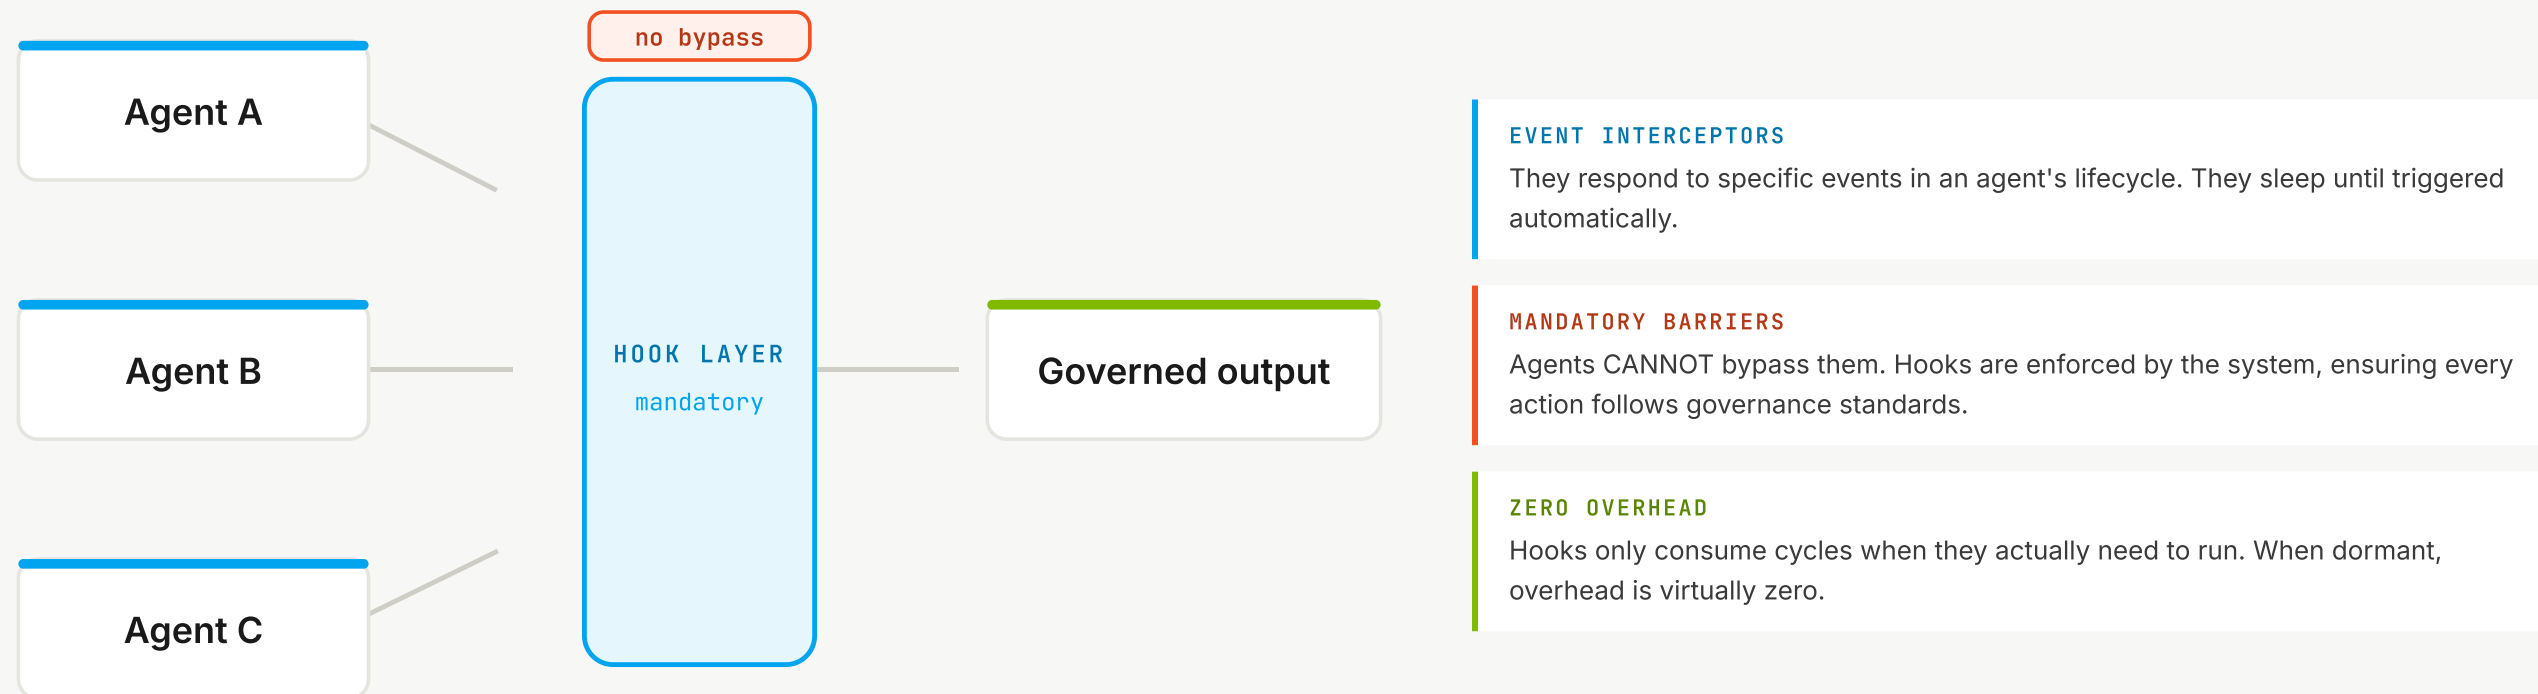 no bypass
Agent A
Agent B
Agent C
HOOK LAYER
mandatory
Governed output
EVENT INTERCEPTORS
They respond to specific events in an agent's lifecycle. They sleep until triggered
automatically.
MANDATORY BARRIERS
Agents CANNOT bypass them. Hooks are enforced by the system, ensuring every
action follows governance standards.
ZERO OVERHEAD
Hooks only consume cycles when they actually need to run. When dormant,
overhead is virtually zero.